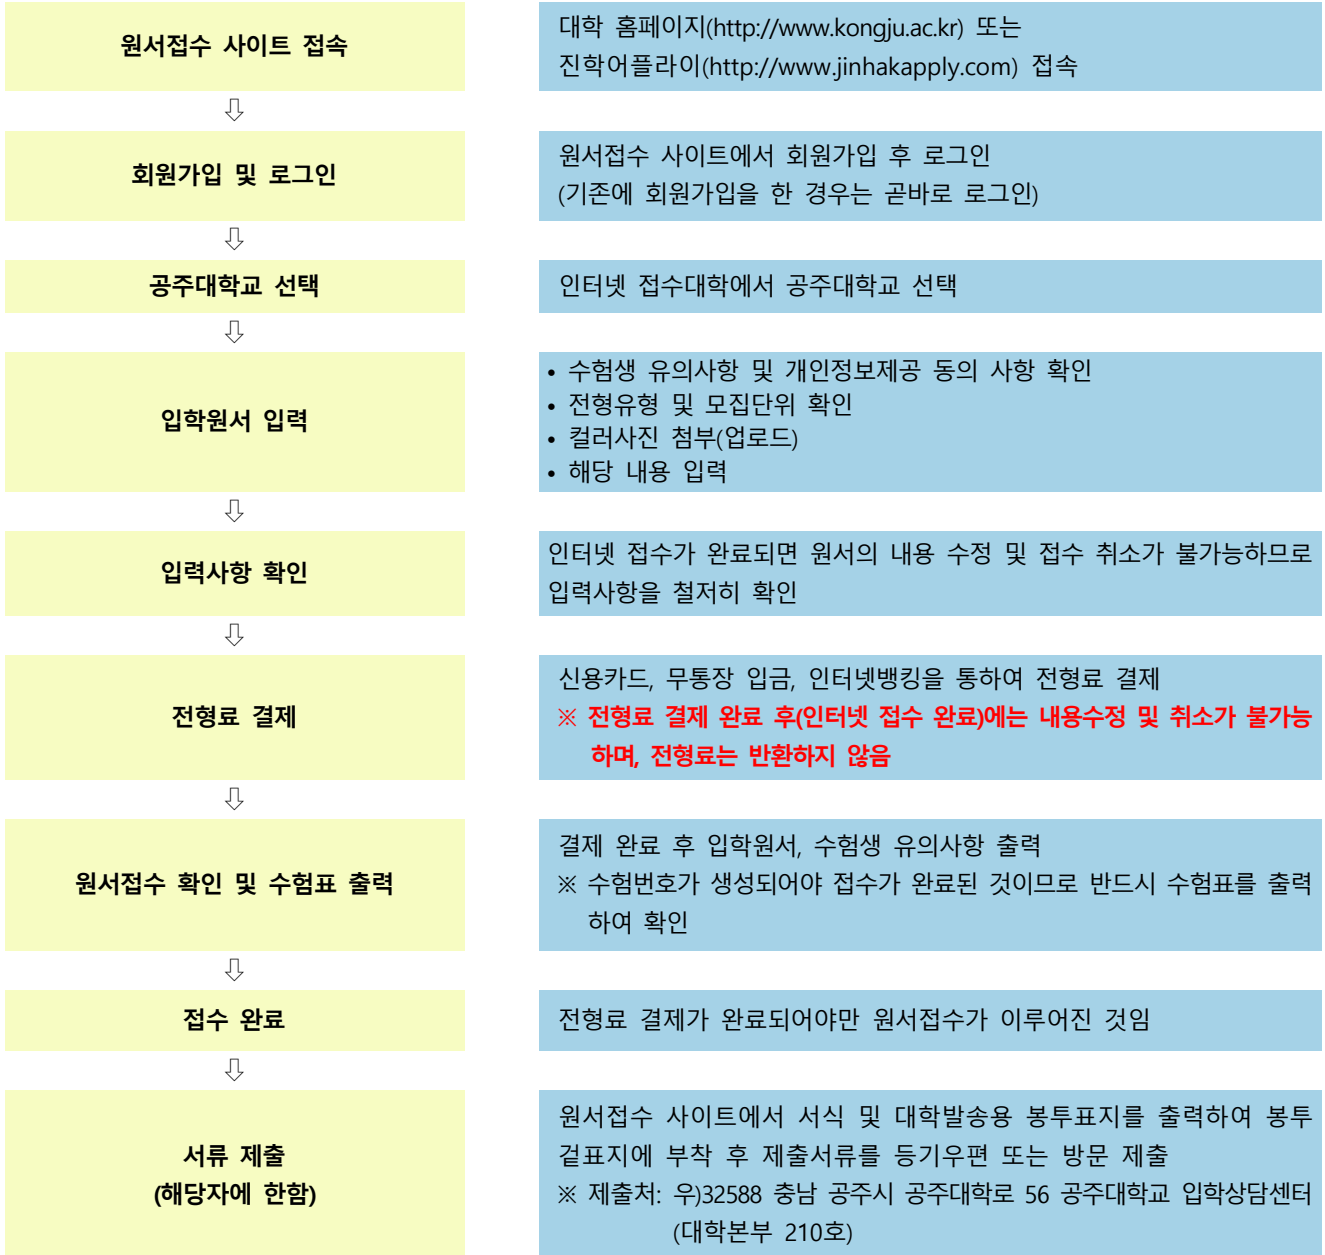 원서접수 사이트 접속
대학 홈페이지(http://www.kongju.ac.kr) 또는
진학어플라이(http://www.jinhakapply.com) 접속
⇩
회원가입 및 로그인
원서접수 사이트에서 회원가입 후 로그인
(기존에 회원가입을 한 경우는 곧바로 로그인)
⇩
공주대학교 선택
인터넷 접수대학에서 공주대학교 선택
⇩
입학원서 입력
• 수험생 유의사항 및 개인정보제공 동의 사항 확인
• 전형유형 및 모집단위 확인
• 컬러사진 첨부(업로드)
• 해당 내용 입력
⇩
입력사항 확인
인터넷 접수가 완료되면 원서의 내용 수정 및 접수 취소가 불가능하므로
입력사항을 철저히 확인
⇩
전형료 결제
신용카드, 무통장 입금, 인터넷뱅킹을 통하여 전형료 결제
※ 전형료 결제 완료 후(인터넷 접수 완료)에는 내용수정 및 취소가 불가능
하며, 전형료는 반환하지 않음
⇩
원서접수 확인 및 수험표 출력
결제 완료 후 입학원서, 수험생 유의사항 출력
※ 수험번호가 생성되어야 접수가 완료된 것이므로 반드시 수험표를 출력
하여 확인
⇩
접수 완료
전형료 결제가 완료되어야만 원서접수가 이루어진 것임
⇩
서류 제출
(해당자에 한함)
원서접수 사이트에서 서식 및 대학발송용 봉투표지를 출력하여 봉투
겉표지에 부착 후 제출서류를 등기우편 또는 방문 제출
※ 제출처: 우)32588 충남 공주시 공주대학로 56 공주대학교 입학상담센터
(대학본부 210호)